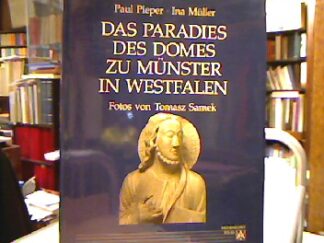 Paul Pieper · Ina Müller
DAS PARADIES
DES DOMES
ZU MÜNSTER
IN WESTFALEN
Fotos von Tomasz Samek